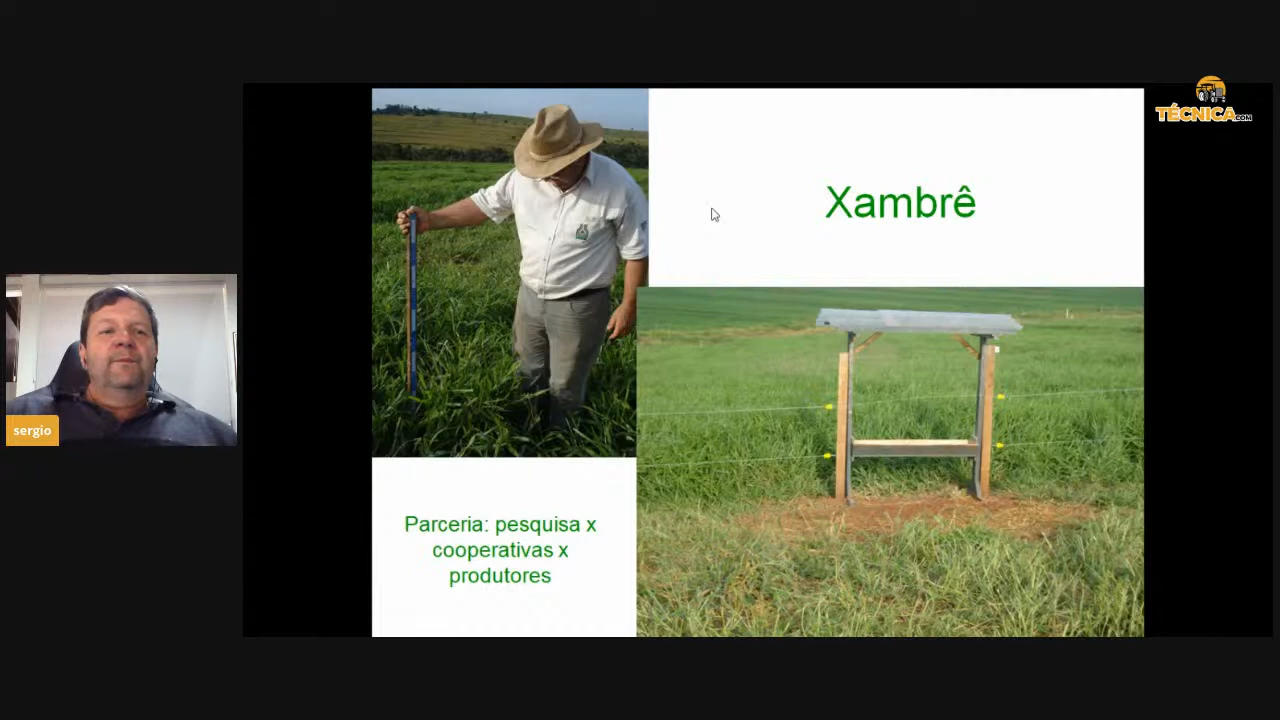 TÉCNICA.COM
Xambrê
sergio
Parceria: pesquisa x
cooperativas x
produtores